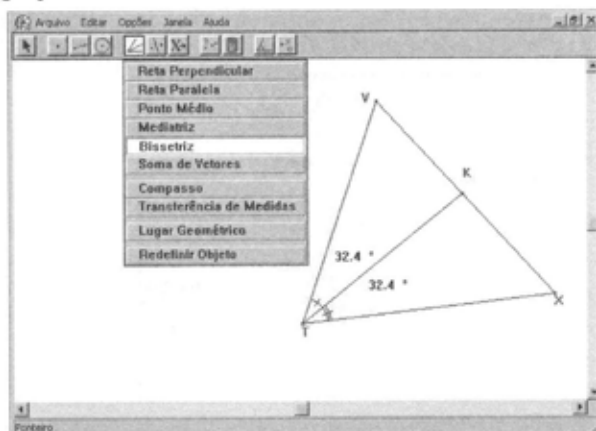 Arquivo Editar Opções Janela Ajuda
Reta Perpendicular
Reta Paralela
Ponto Médio
Mediatriz
Bissetriz
Soma de Vetores
Compasso
Transferência de Medidas
Lugar Geométrico
Redefinir Objeto
V
K
32.4 °
32.4 °
X
T
Ponteiro